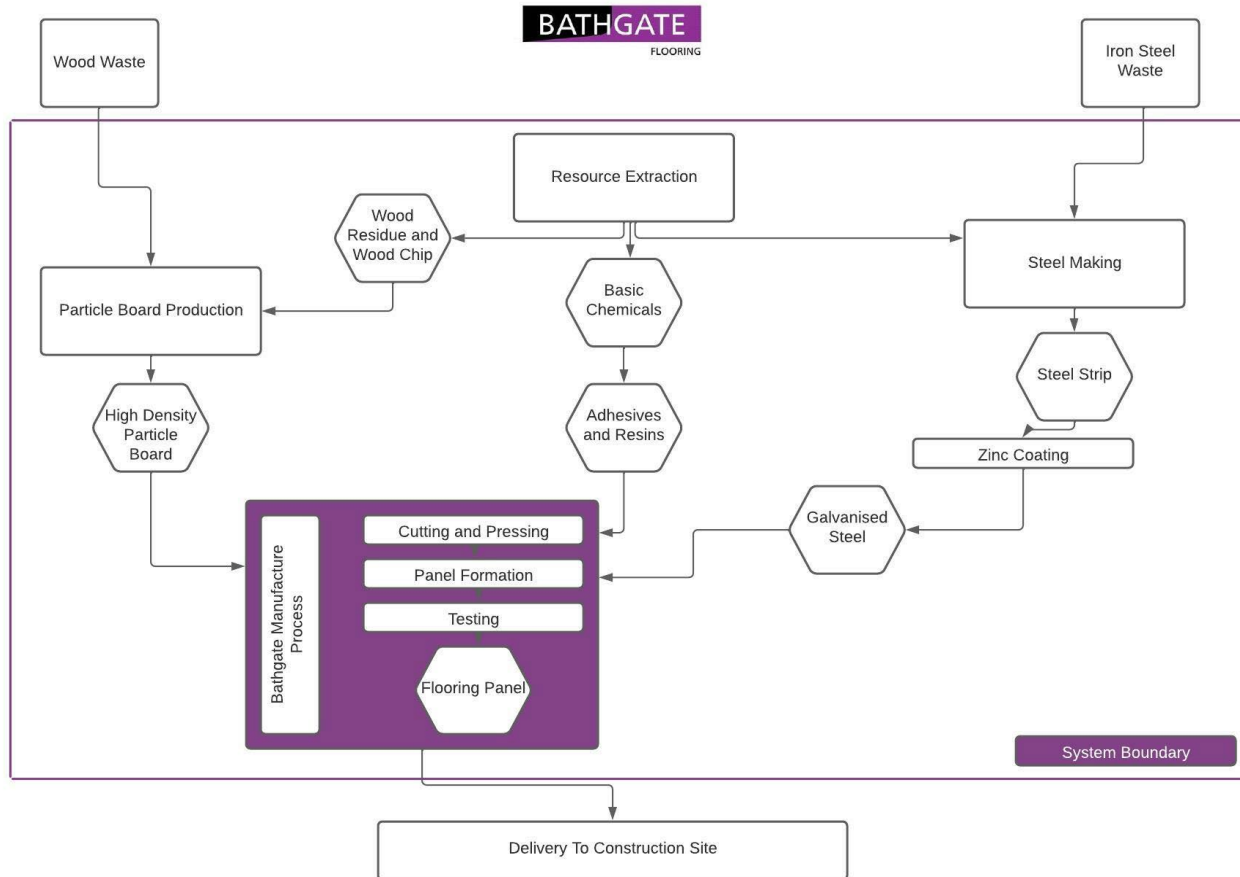 BATHGATE
FLOORING
Wood Waste
Iron Steel
Waste
Resource Extraction
Wood
Residue and
Wood Chip
Steel Making
Basic
Chemicals
Particle Board Production
Steel Strip
High Density
Particle
Board
Adhesives
and Resins
Zinc Coating
Galvanised
Steel
Bathgate Manufacture
Process
Cutting and Pressing
Panel Formation
Testing
Flooring Panel
System Boundary
Delivery To Construction Site